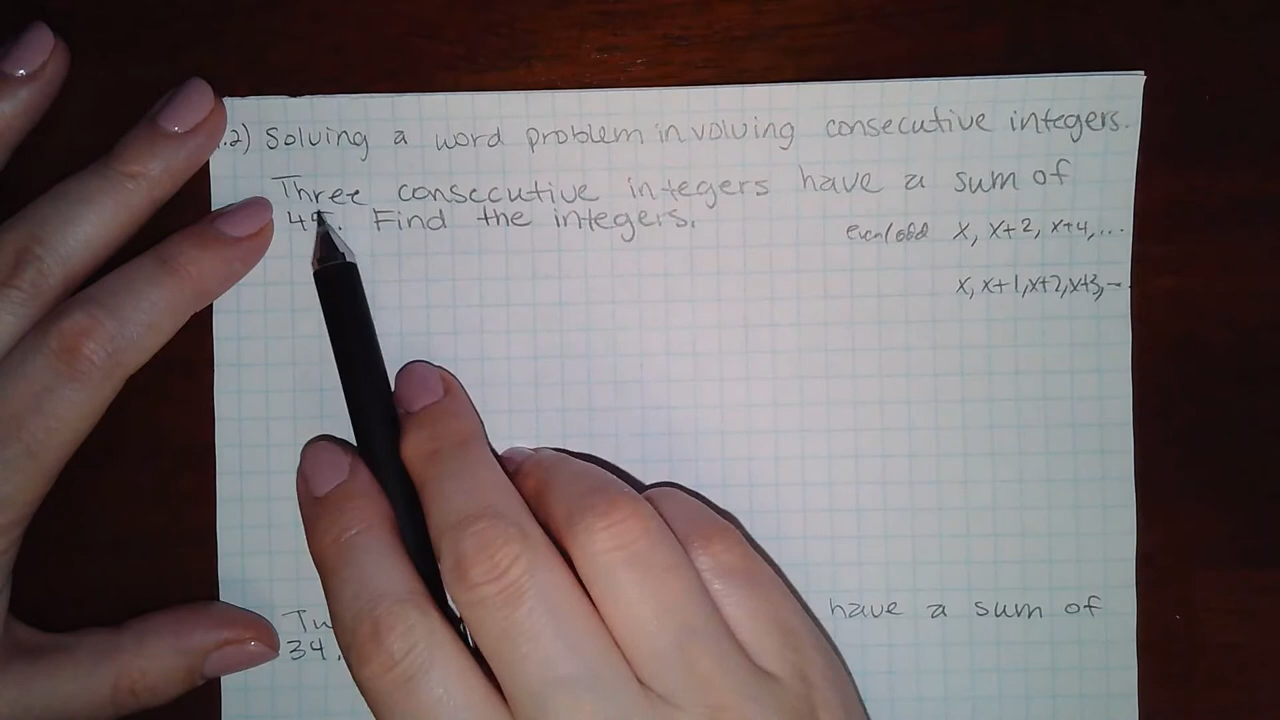 .2) Solving a word problem involving consecutive integers.
Three consecutive integers have a sum of
45. Find the integers.
even/odd x, x+2, x+4,...
x, x+1, x+2, x+3,...
have a sum of
34.